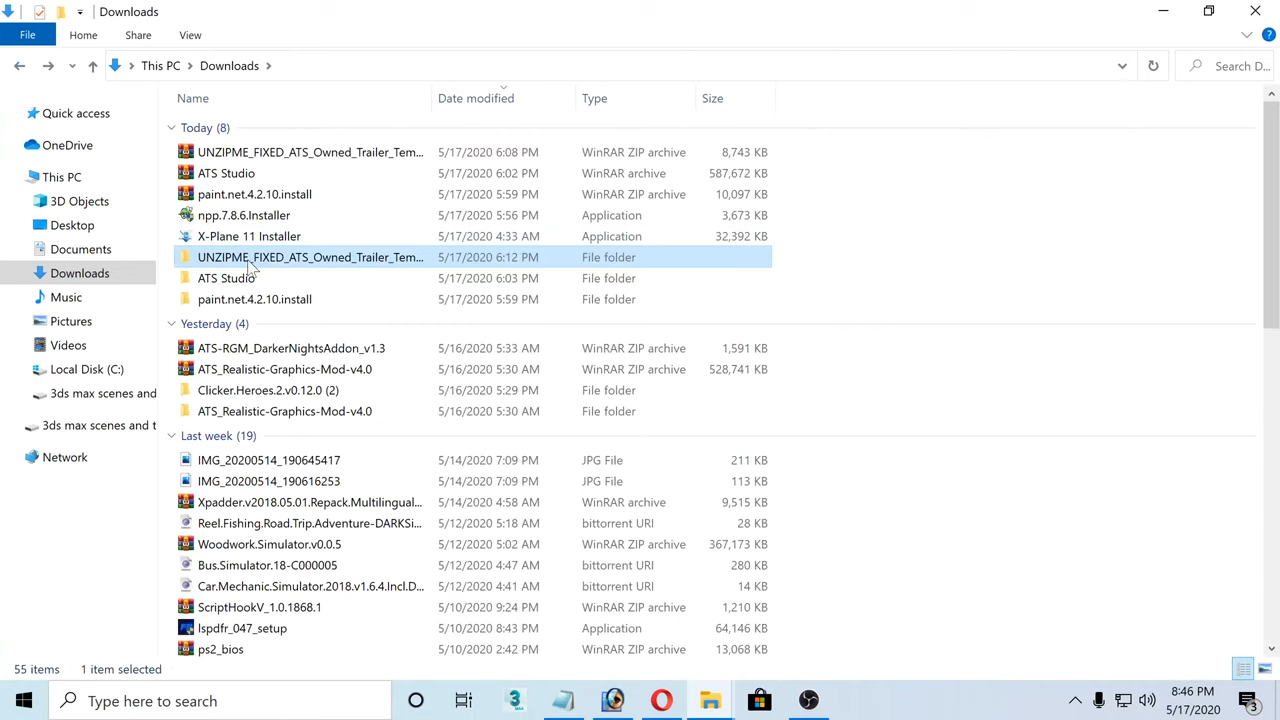 Downloads
File
Home
Share
View
This PC
Downloads
Search D...
Name
Date modified
Type
Size
Quick access
OneDrive
This PC
3D Objects
Desktop
Documents
Downloads
Music
Pictures
Videos
Local Disk (C:)
3ds max scenes and
3ds max scenes and t
Network
Today (8)
UNZIPME_FIXED_ATS_Owned_Trailer_Tem... 5/17/2020 6:08 PM WinRAR ZIP archive 8,743 KB
ATS Studio 5/17/2020 6:02 PM WinRAR archive 587,672 KB
paint.net.4.2.10.install 5/17/2020 5:59 PM WinRAR ZIP archive 10,097 KB
npp.7.8.6.Installer 5/17/2020 5:56 PM Application 3,673 KB
X-Plane 11 Installer 5/17/2020 4:33 AM Application 32,392 KB
UNZIPME_FIXED_ATS_Owned_Trailer_Tem... 5/17/2020 6:12 PM File folder
ATS Studio 5/17/2020 6:03 PM File folder
paint.net.4.2.10.install 5/17/2020 5:59 PM File folder
Yesterday (4)
ATS-RGM_DarkerNightsAddon_v1.3 5/16/2020 5:33 AM WinRAR ZIP archive 1,591 KB
ATS_Realistic-Graphics-Mod-v4.0 5/16/2020 5:30 AM WinRAR ZIP archive 528,741 KB
Clicker.Heroes.2.v0.12.0 (2) 5/16/2020 5:29 PM File folder
ATS_Realistic-Graphics-Mod-v4.0 5/16/2020 5:30 AM File folder
Last week (19)
IMG_20200514_190645417 5/14/2020 7:09 PM JPG File 211 KB
IMG_20200514_190616253 5/14/2020 7:09 PM JPG File 113 KB
Xpadder.v2018.05.01.Repack.Multilingual... 5/14/2020 4:58 AM WinRAR archive 9,515 KB
Reel.Fishing.Road.Trip.Adventure-DARKSi... 5/12/2020 5:18 AM bittorrent URI 28 KB
Woodwork.Simulator.v0.0.5 5/12/2020 5:02 AM WinRAR archive 367,173 KB
Bus.Simulator.18-C000005 5/12/2020 4:47 AM bittorrent URI 280 KB
Car.Mechanic.Simulator.2018.v1.6.4.Incl.D... 5/12/2020 4:41 AM bittorrent URI 14 KB
ScriptHookV_1.0.1868.1 5/10/2020 9:24 PM WinRAR ZIP archive 1,210 KB
lspdfr_047_setup 5/10/2020 8:43 PM Application 64,146 KB
ps2_bios 5/10/2020 2:42 PM WinRAR ZIP archive 13,068 KB
55 items 1 item selected
Type here to search
8:46 PM
5/17/2020
3